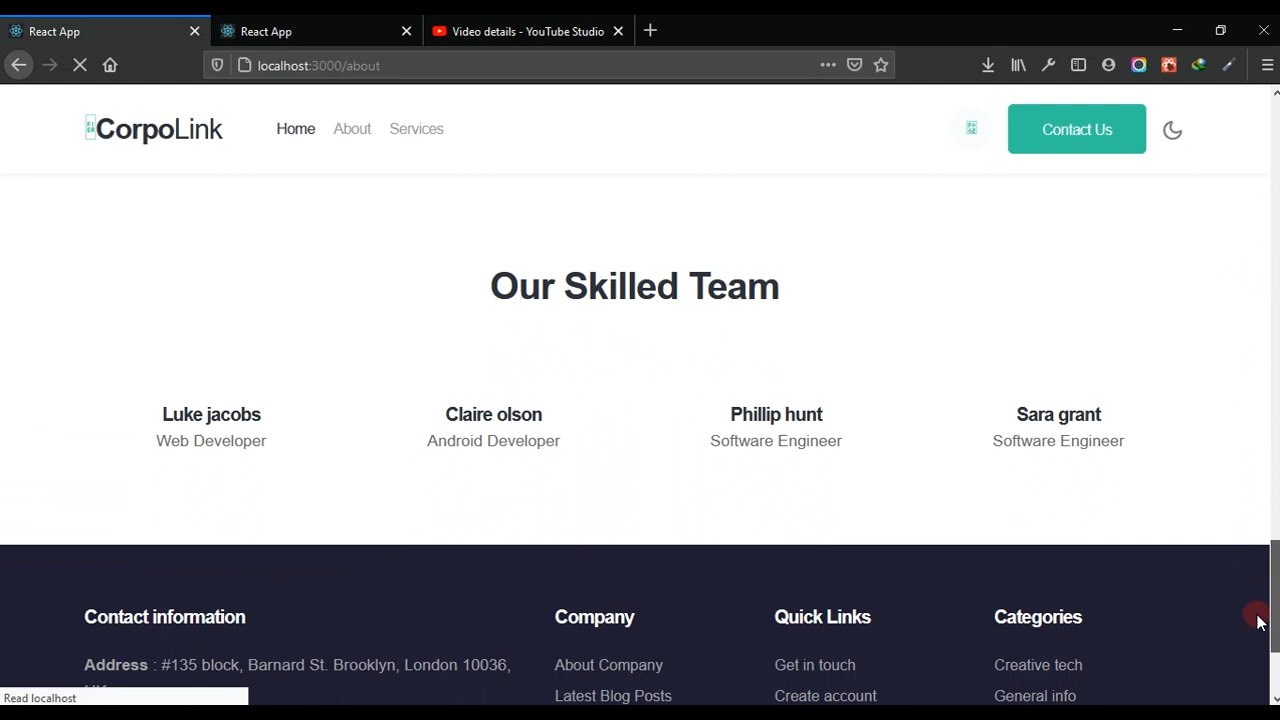 React App
React App
Video details - YouTube Studio
localhost:3000/about
CorpoLink
Home About Services
Contact Us
Our Skilled Team
Luke jacobs
Web Developer
Claire olson
Android Developer
Phillip hunt
Software Engineer
Sara grant
Software Engineer
Contact information
Address : #135 block, Barnard St. Brooklyn, London 10036,
Company
About Company
Latest Blog Posts
Quick Links
Get in touch
Create account
Categories
Creative tech
General info
Read localhost